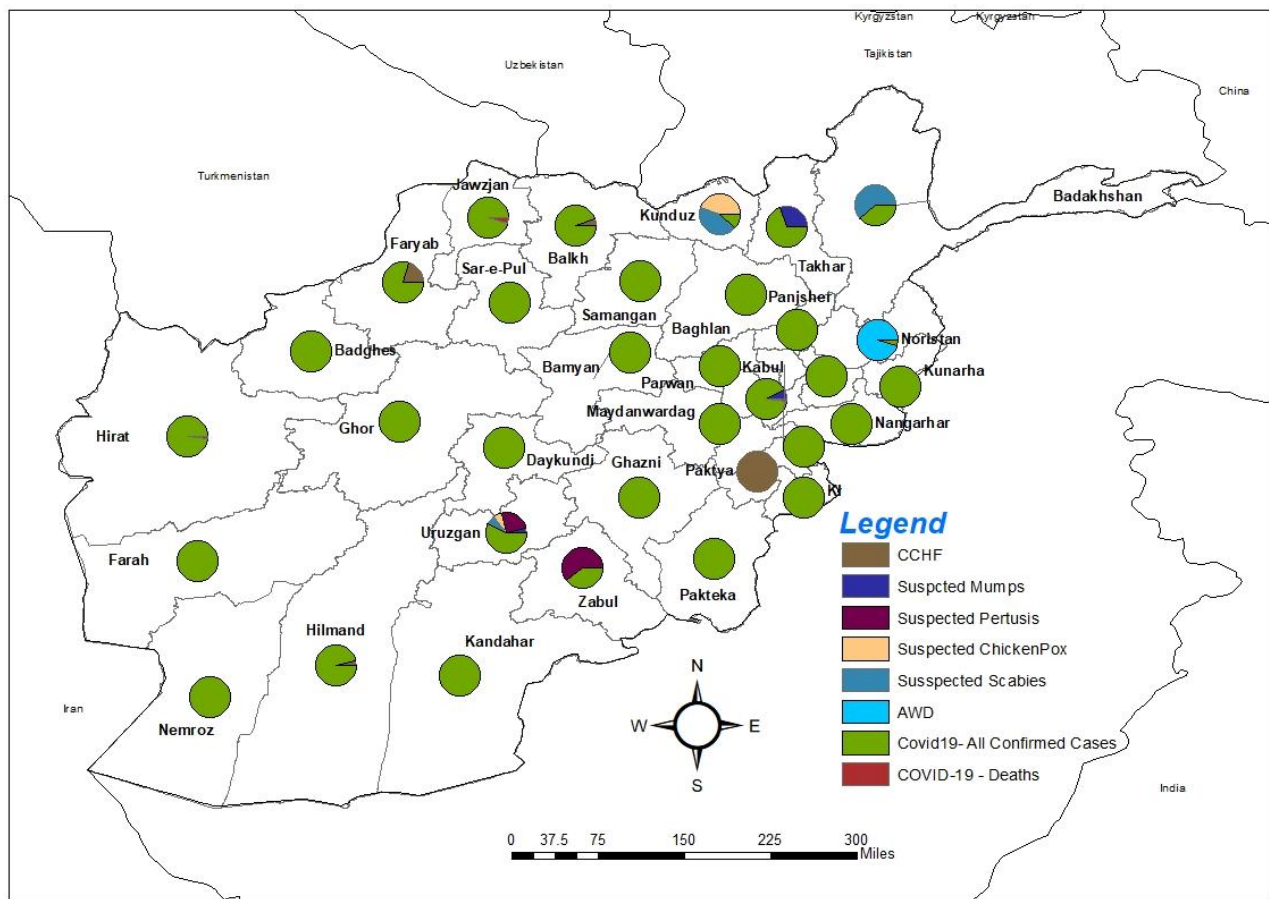 Kyrgyzstan
Kyrgyzstan
Tajikistan
Uzbekistan
China
Turkmenistan
Badakhshan
Jawzjan
Kunduz
Faryab
Balkh
Takhar
Sar-e-Pul
Panjsher
Samangan
Baghlan
Noristan
Badghes
Bamyan
Kabul
Kunarha
Parwan
Maydanwardag
Nangarhar
Hirat
Ghor
Daykundi
Ghazni
Paktya
Kl
Uruzgan
Farah
Zabul
Pakteka
Hilmand
Kandahar
Nemroz
Iran
India
N
W
E
S
Legend
CCHF
Suspcted Mumps
Suspected Pertusis
Suspected ChickenPox
Susspected Scabies
AWD
Covid19- All Confirmed Cases
COVID-19 - Deaths
0 37.5 75 150 225 300
Miles